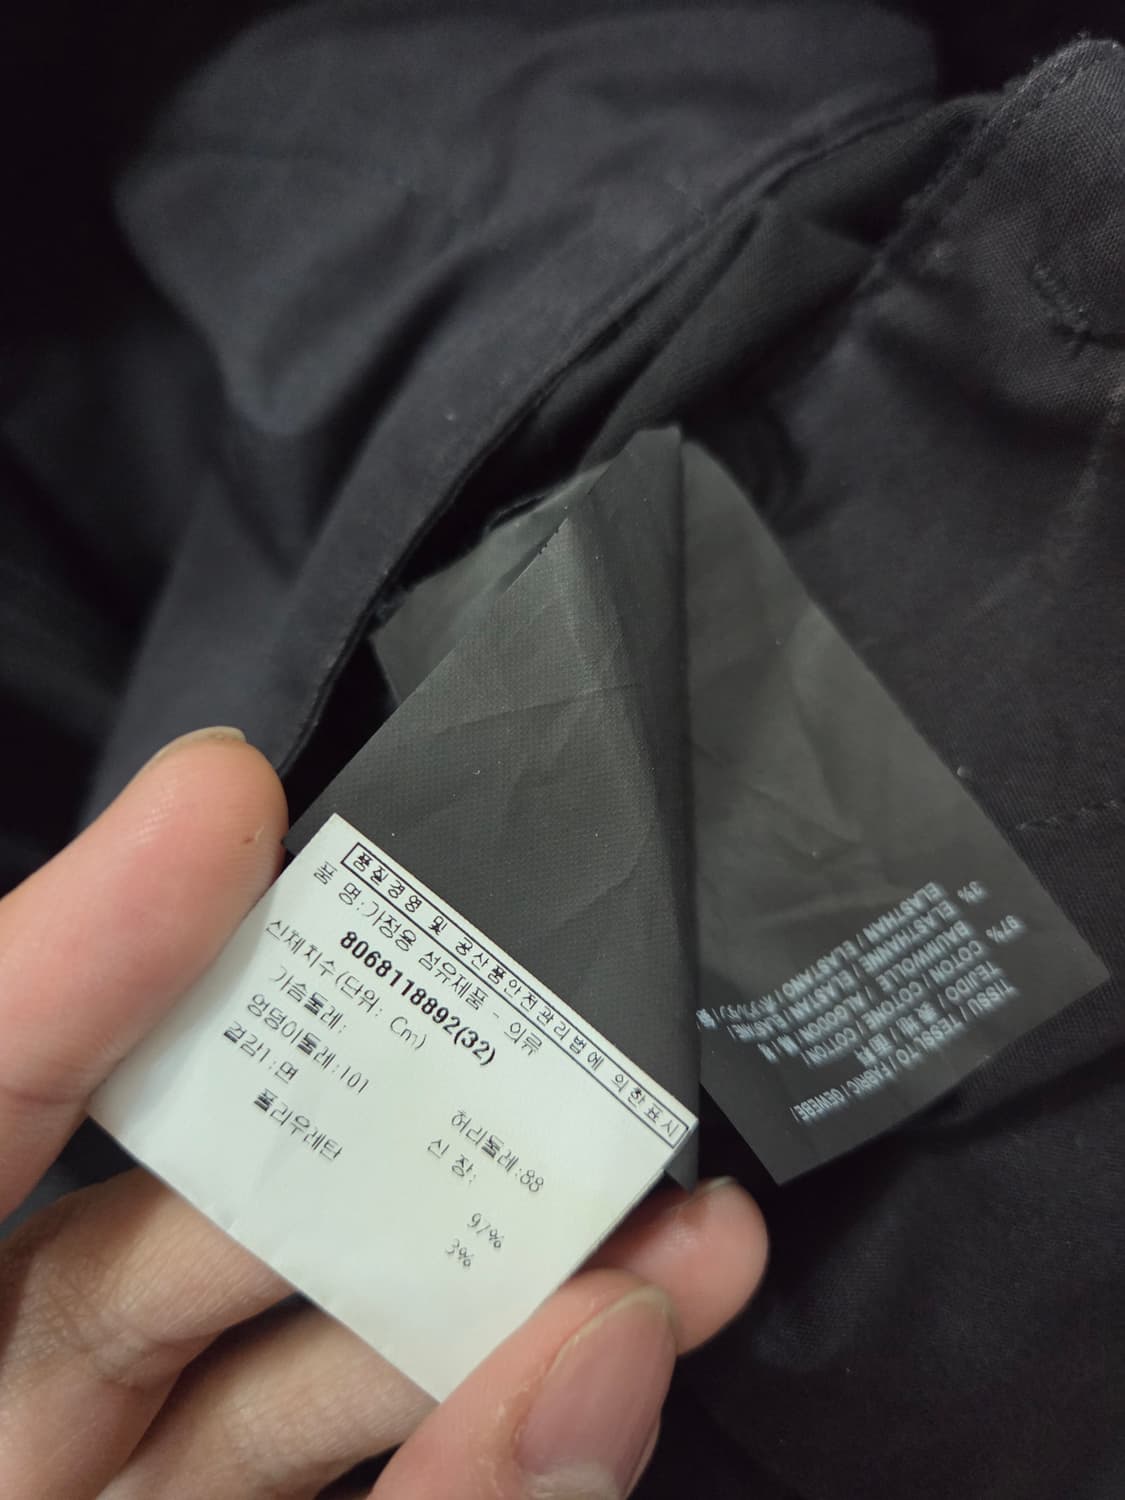 품질경영 및 공산품안전관리법에 의한표시
품 명:가정용 섬유제품 - 의류
8068118892(32)
신체치수(단위: Cm)
가슴둘레: 허리둘레:88
엉덩이둘레:101 신 장:
겉감1:면 97%
폴리우레탄 3%
TISSU / TESSUTO / FABRIC / GEWEBE /
TEJIDO /
97% COTON / COTONE / COTTON /
BAUMWOLLE / ALGODON
3% ELASTHANNE / ELASTAN
ELASTHAN / ELASTANO /